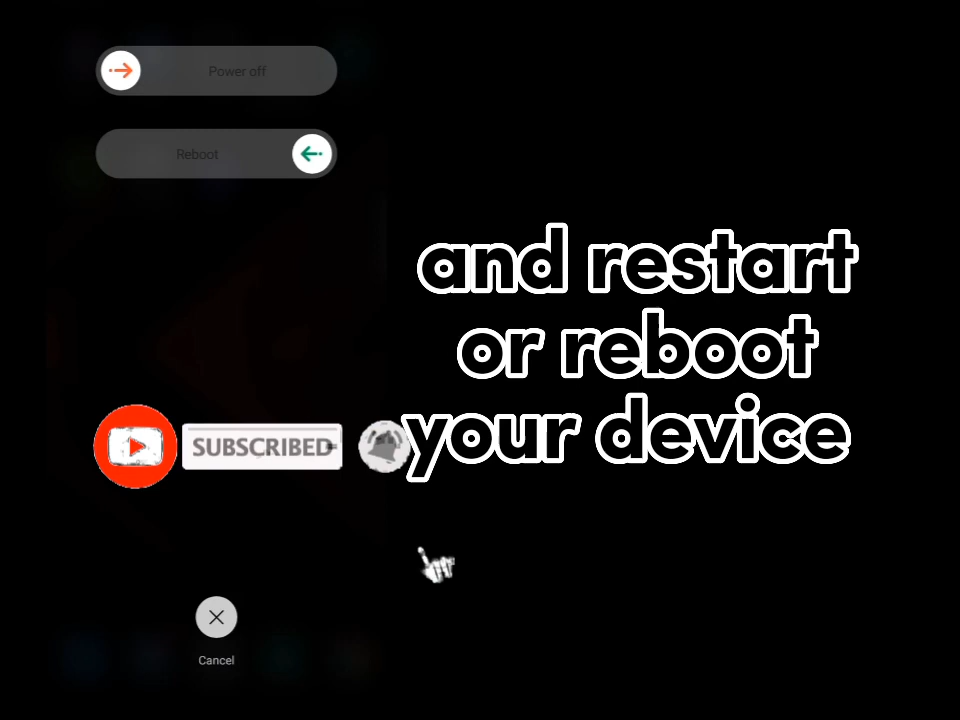 Power off
Reboot
and restart
or reboot
your device
SUBSCRIBED
Cancel